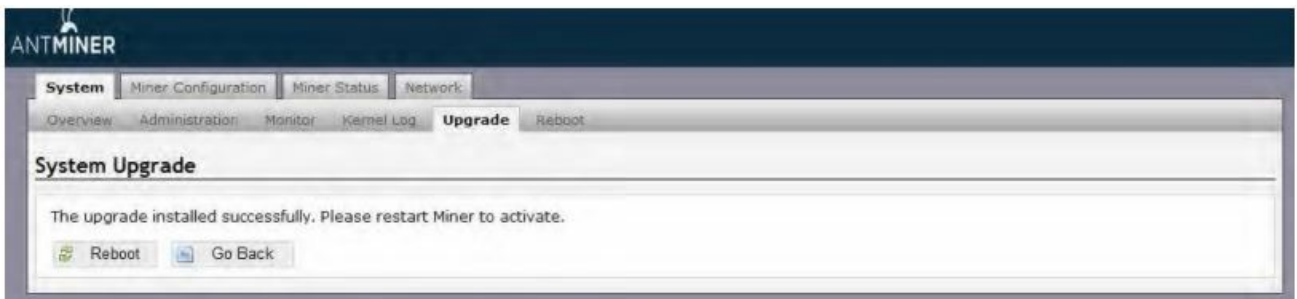 ANTMINER
System Miner Configuration Miner Status Network
Overview Administration Monitor Kernel Log Upgrade Reboot
System Upgrade
The upgrade installed successfully. Please restart Miner to activate.
Reboot Go Back